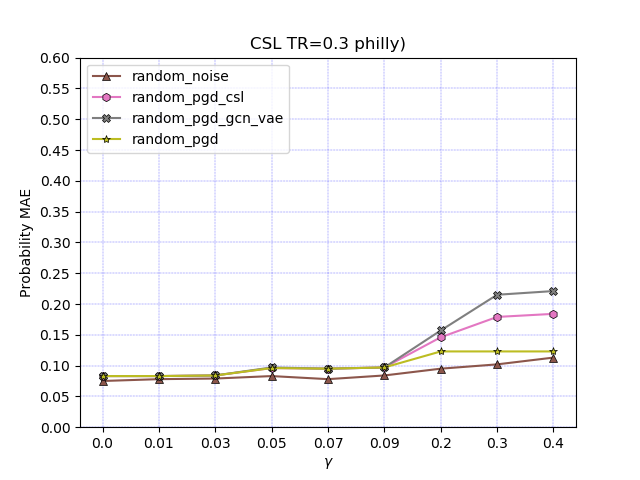 CSL TR=0.3 philly)
random_noise
random_pgd_csl
random_pgd_gcn_vae
random_pgd
Probability MAE
0.60
0.55
0.50
0.45
0.40
0.35
0.30
0.25
0.20
0.15
0.10
0.05
0.00
0.0 0.01 0.03 0.05 0.07 0.09 0.2 0.3 0.4
γ